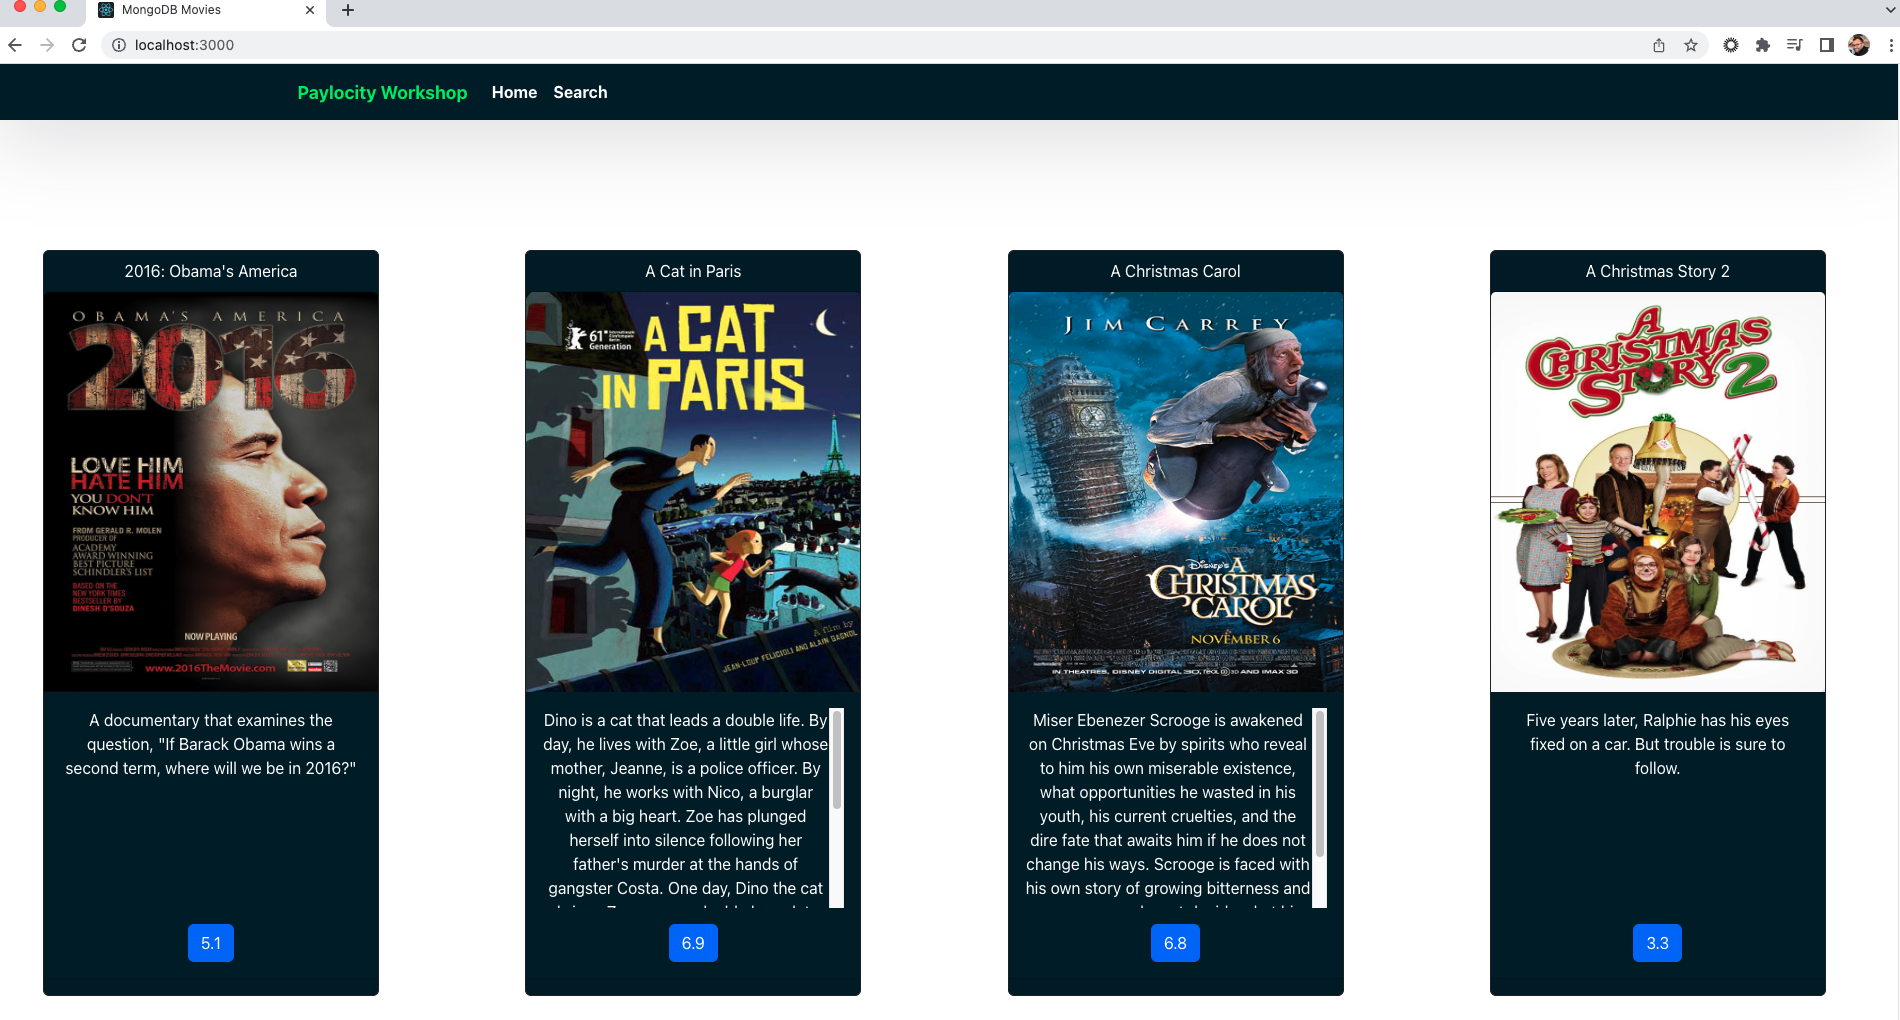 MongoDB Movies
localhost:3000
Paylocity Workshop Home Search
2016: Obama's America
OBAMA'S AMERICA
2016
LOVE HIM
HATE HIM
YOU DON'T
KNOW HIM
FROM GERALD R. MOLEN
PRODUCER OF
ACADEMY
AWARD WINNING
BEST PICTURE
SCHINDLER'S LIST
BASED ON THE
NEW YORK TIMES
BESTSELLER BY
DINESH D'SOUZA
NOW PLAYING
www.2016TheMovie.com
A documentary that examines the
question, "If Barack Obama wins a
second term, where will we be in 2016?"
5.1
A Cat in Paris
61
Internationale
Generation
A CAT
IN PARIS
A film by
JEAN-LOUP FELICIOLI AND ALAIN GAGNOL
Dino is a cat that leads a double life. By
day, he lives with Zoe, a little girl whose
mother, Jeanne, is a police officer. By
night, he works with Nico, a burglar
with a big heart. Zoe has plunged
herself into silence following her
father's murder at the hands of
gangster Costa. One day, Dino the cat
6.9
A Christmas Carol
JIM CARREY
DISNEY'S A
CHRISTMAS
CAROL
NOVEMBER 6
IN THEATRES, DISNEY DIGITAL 3D, REAL D 3D AND IMAX 3D
Miser Ebenezer Scrooge is awakened
on Christmas Eve by spirits who reveal
to him his own miserable existence,
what opportunities he wasted in his
youth, his current cruelties, and the
dire fate that awaits him if he does not
change his ways. Scrooge is faced with
his own story of growing bitterness and
6.8
A Christmas Story 2
A
CHRISTMAS
STORY 2
Five years later, Ralphie has his eyes
fixed on a car. But trouble is sure to
follow.
3.3